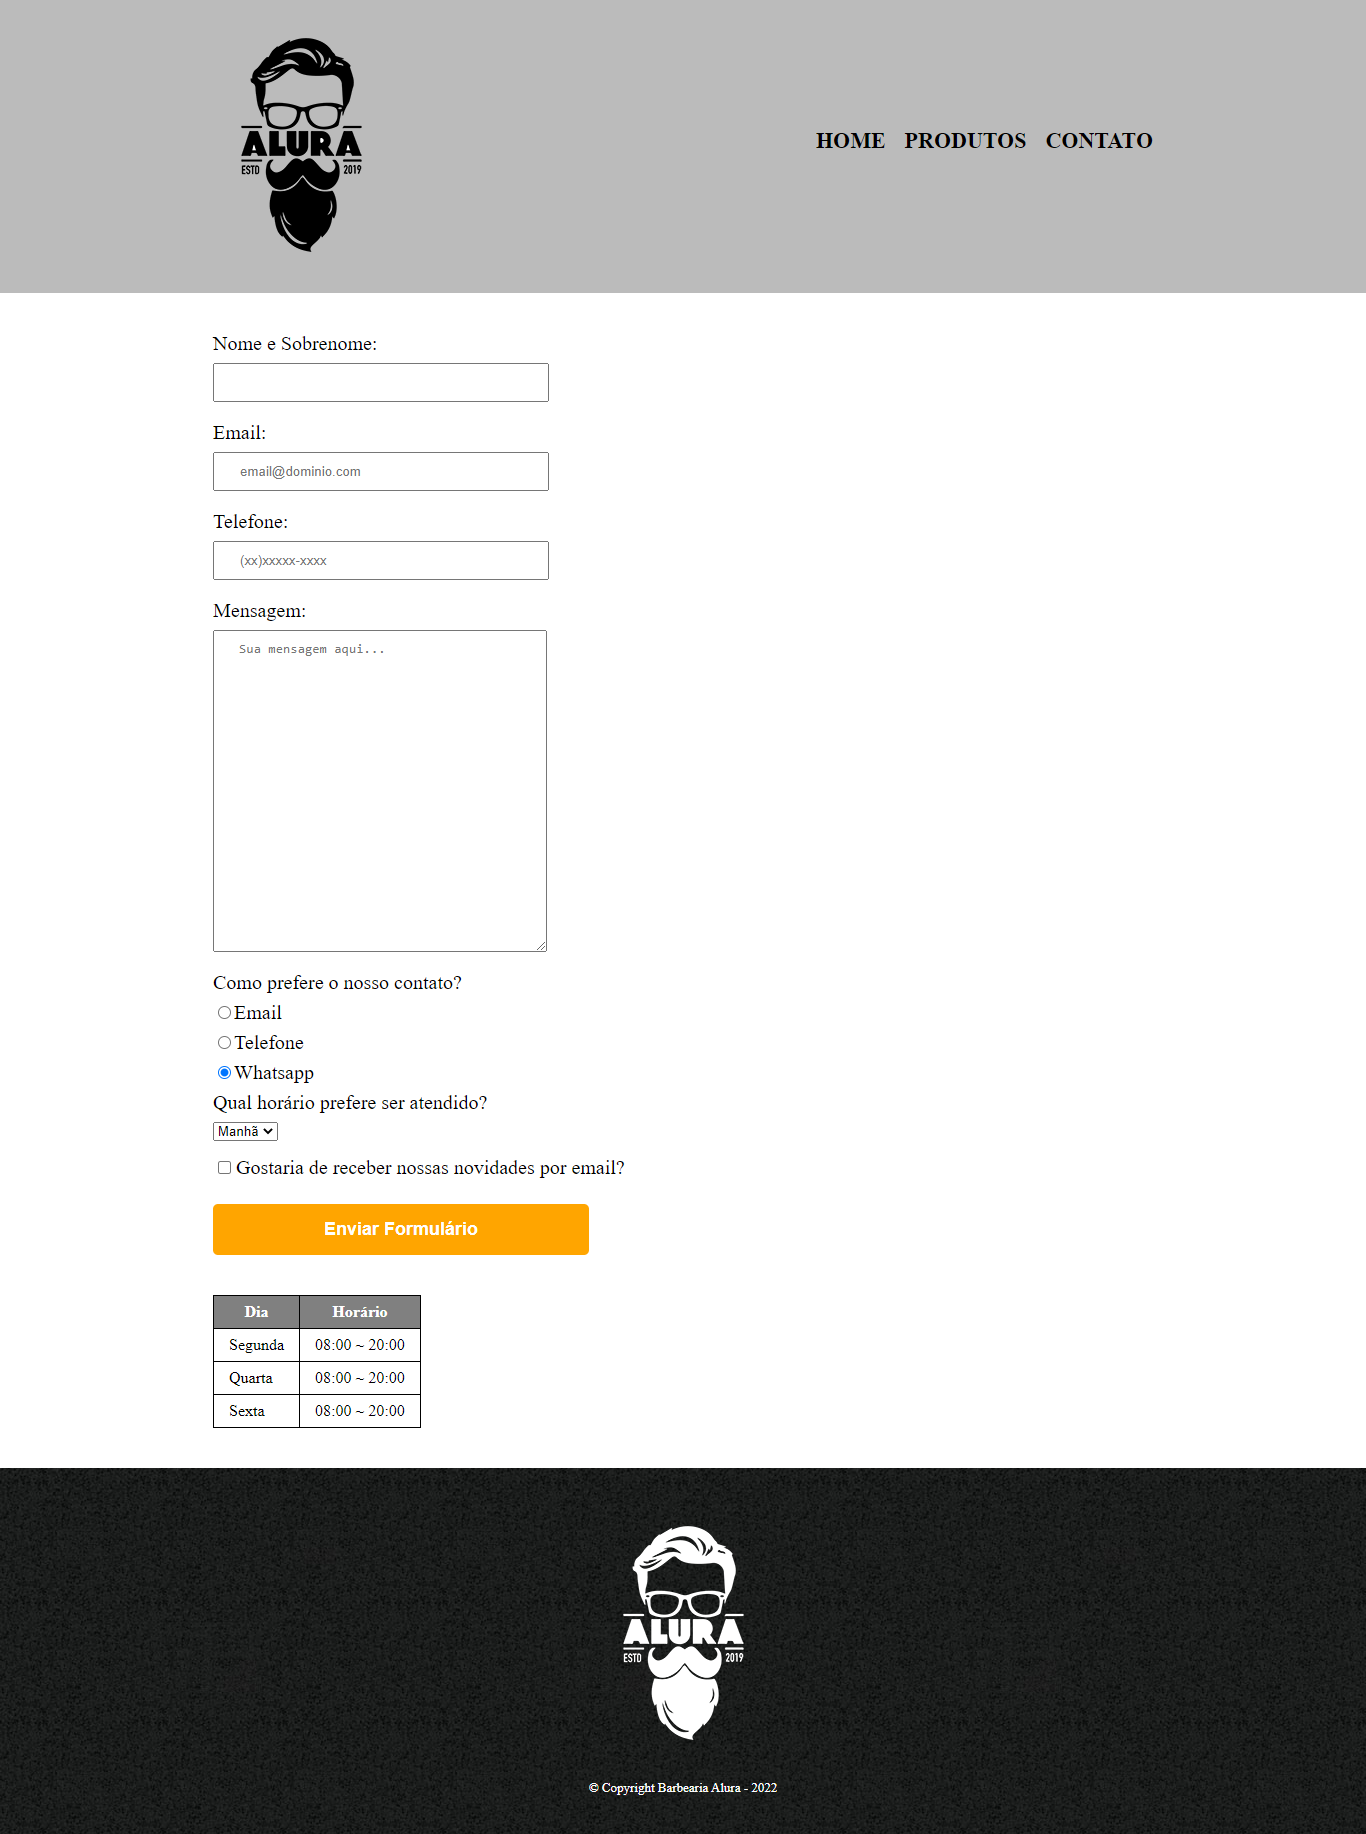 ALURA
ESTD 2019
HOME PRODUTOS CONTATO
Nome e Sobrenome:
Email:
email@dominio.com
Telefone:
(xx)xxxxx-xxxx
Mensagem:
Sua mensagem aqui...
Como prefere o nosso contato?
Email
Telefone
Whatsapp
Qual horário prefere ser atendido?
Manhã
Gostaria de receber nossas novidades por email?
Enviar Formulário
Dia Horário
Segunda 08:00 ~ 20:00
Quarta 08:00 ~ 20:00
Sexta 08:00 ~ 20:00
ALURA
ESTD 2019
© Copyright Barbearia Alura - 2022